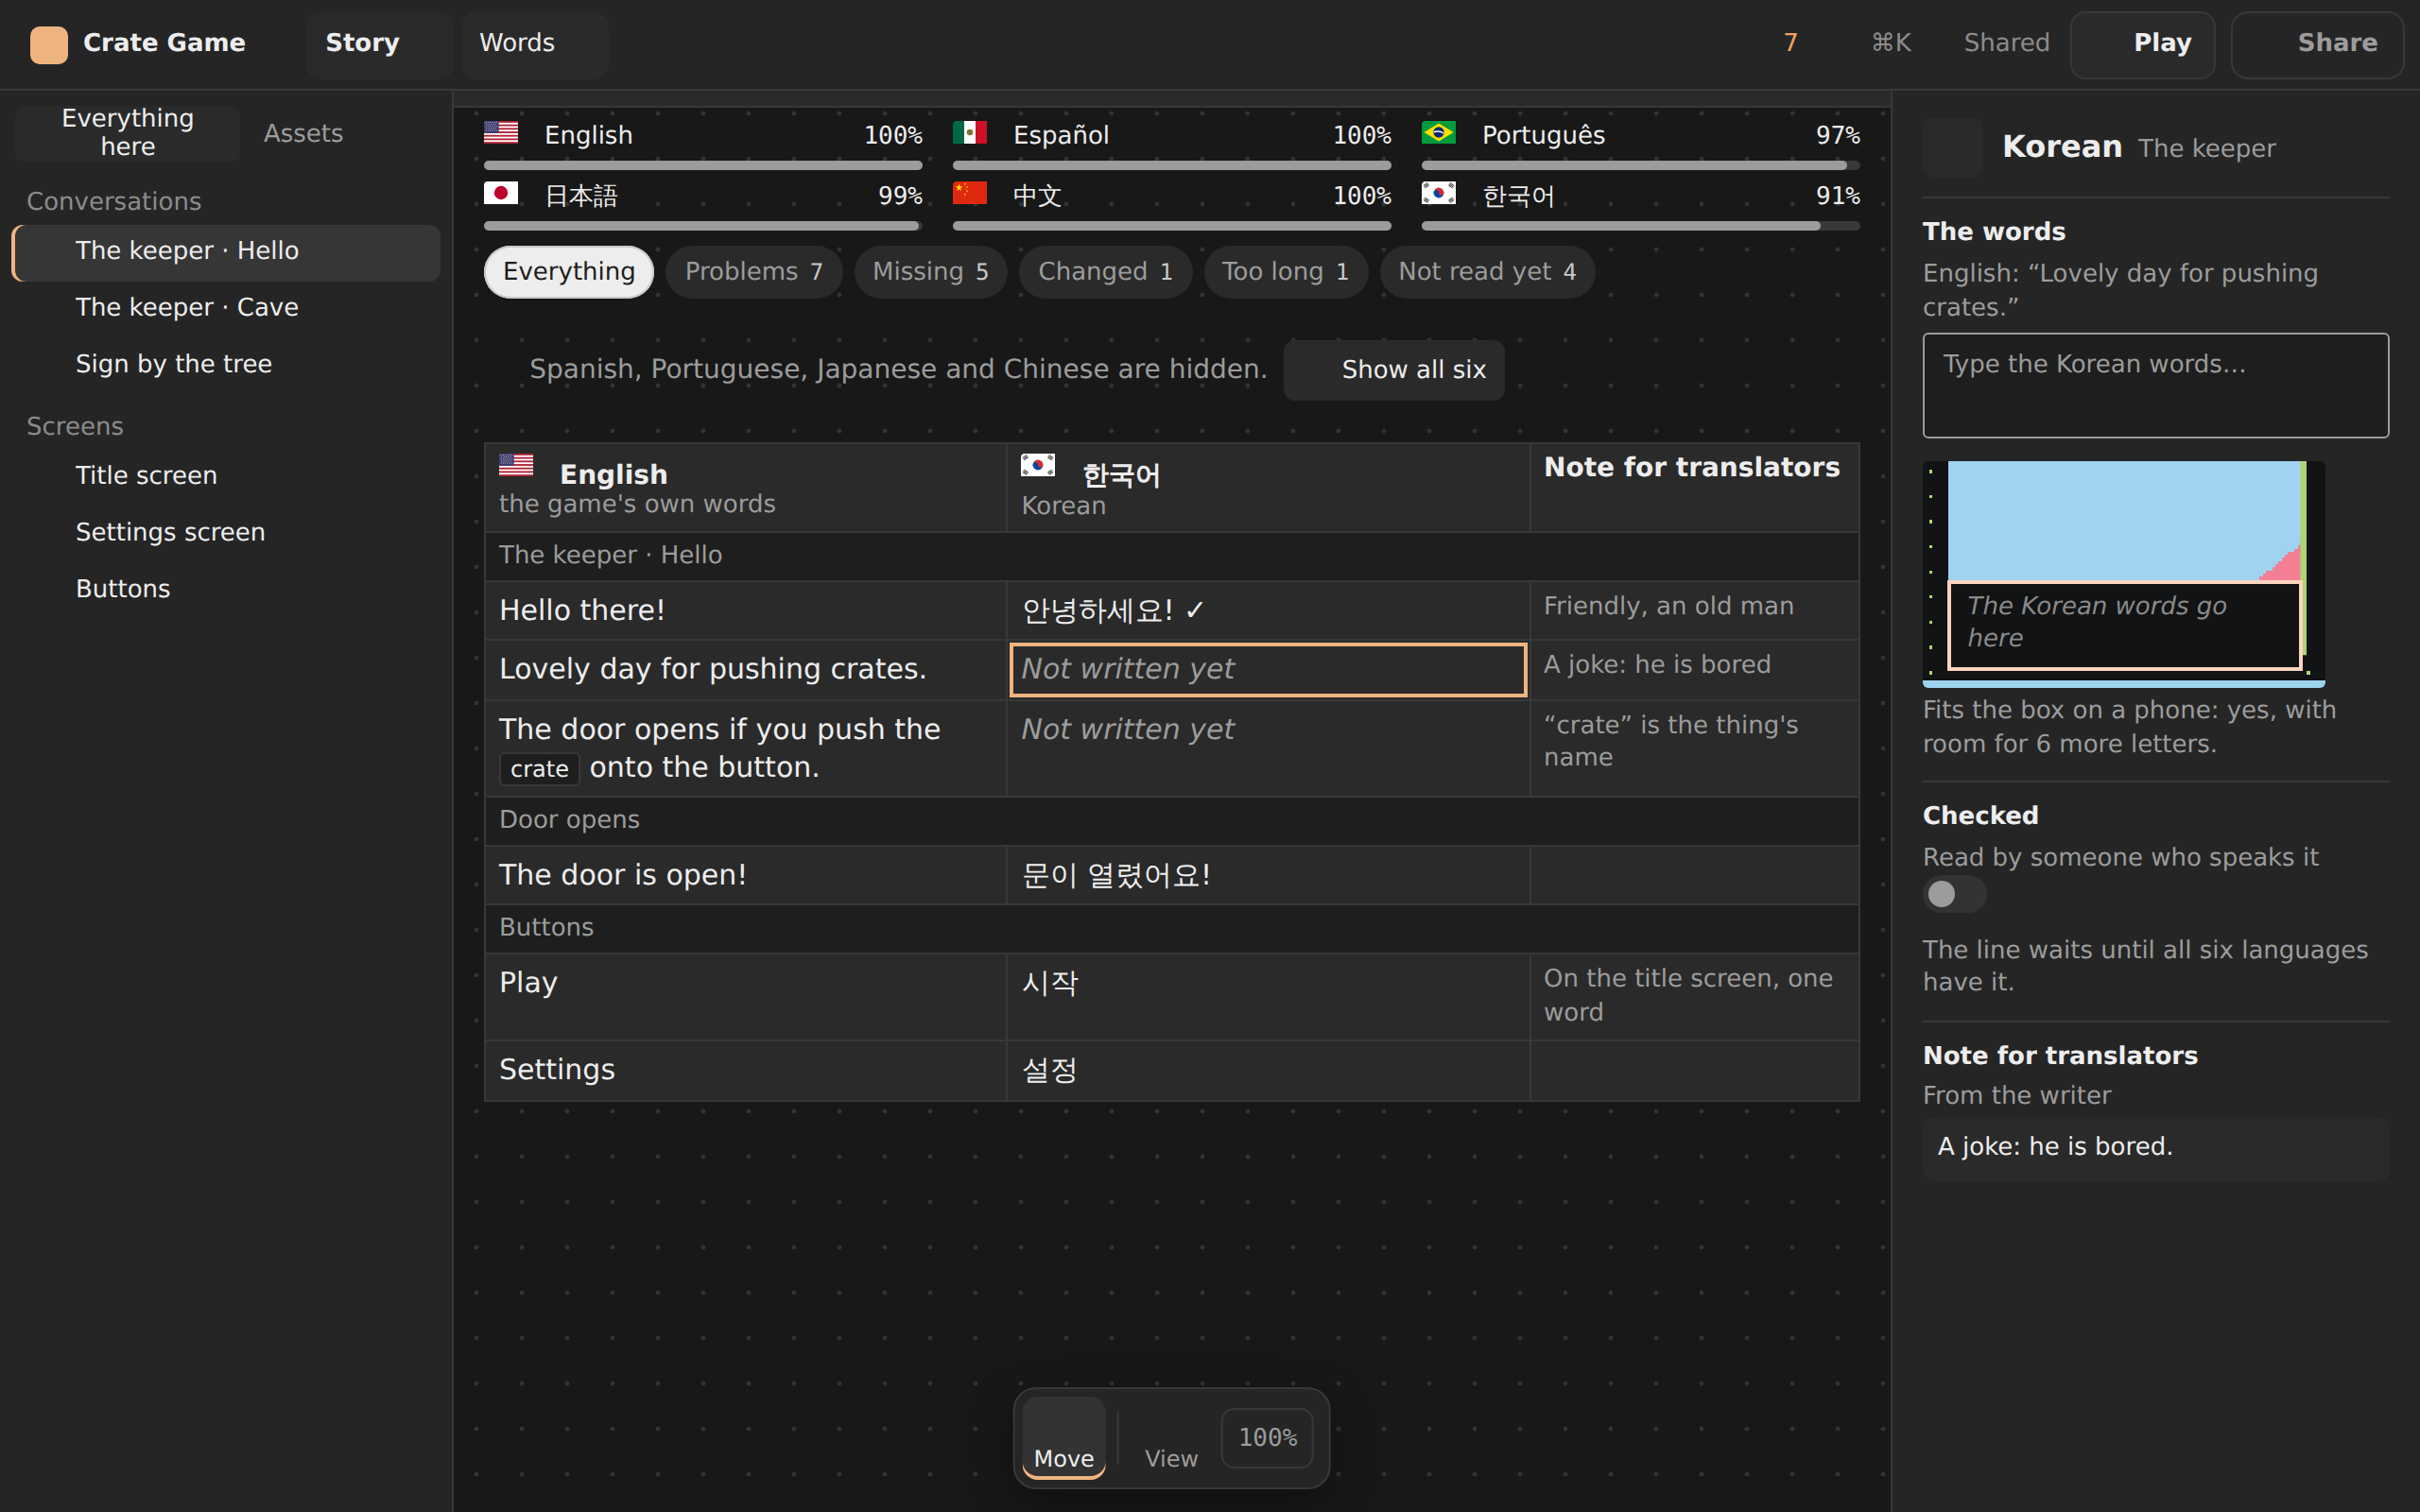 Crate Game
Story
Words
7
⌘K
Shared
Play
Share
Everything here
Assets
Conversations
The keeper · Hello
The keeper · Cave
Sign by the tree
Screens
Title screen
Settings screen
Buttons
English 100%
Español 100%
Português 97%
日本語 99%
中文 100%
한국어 91%
Everything
Problems 7
Missing 5
Changed 1
Too long 1
Not read yet 4
Spanish, Portuguese, Japanese and Chinese are hidden.
Show all six
English
the game's own words
한국어
Korean
Note for translators
The keeper · Hello
Hello there!
안녕하세요! ✓
Friendly, an old man
Lovely day for pushing crates.
Not written yet
A joke: he is bored
The door opens if you push the
crate onto the button.
Not written yet
“crate” is the thing's
name
Door opens
The door is open!
문이 열렸어요!
Buttons
Play
시작
On the title screen, one
word
Settings
설정
Move
View
100%
Korean The keeper
The words
English: “Lovely day for pushing
crates.”
Type the Korean words…
The Korean words go
here
Fits the box on a phone: yes, with
room for 6 more letters.
Checked
Read by someone who speaks it
The line waits until all six languages
have it.
Note for translators
From the writer
A joke: he is bored.